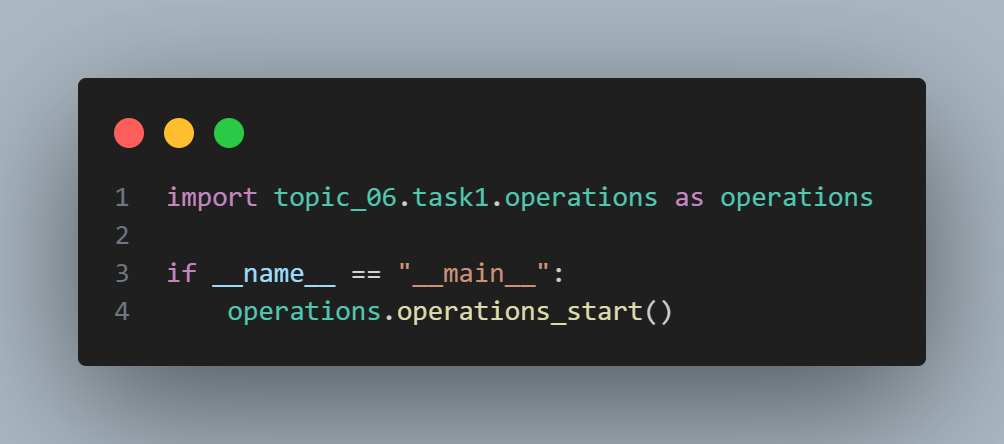 1 import topic_06.task1.operations as operations
2
3 if __name__ == "__main__":
4     operations.operations_start()